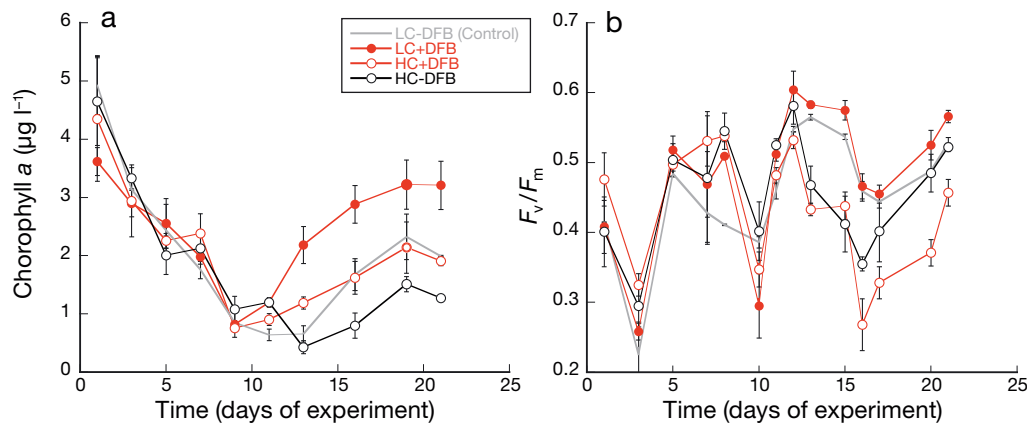 a
Chorophyll a (µg l⁻¹)
6
5
4
3
2
1
0
0 5 10 15 20 25
Time (days of experiment)
LC-DFB (Control)
LC+DFB
HC+DFB
HC-DFB
b
Fv/Fm
0.7
0.6
0.5
0.4
0.3
0.2
0 5 10 15 20 25
Time (days of experiment)